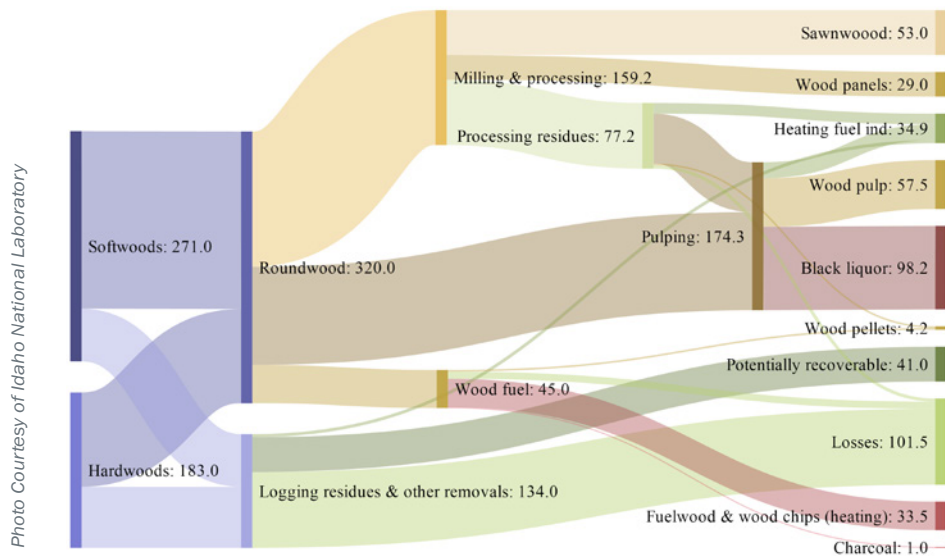 Photo Courtesy of Idaho National Laboratory
Softwoods: 271.0
Hardwoods: 183.0
Roundwood: 320.0
Logging residues & other removals: 134.0
Milling & processing: 159.2
Processing residues: 77.2
Wood fuel: 45.0
Pulping: 174.3
Sawnwoood: 53.0
Wood panels: 29.0
Heating fuel ind: 34.9
Wood pulp: 57.5
Black liquor: 98.2
Wood pellets: 4.2
Potentially recoverable: 41.0
Losses: 101.5
Fuelwood & wood chips (heating): 33.5
Charcoal: 1.0